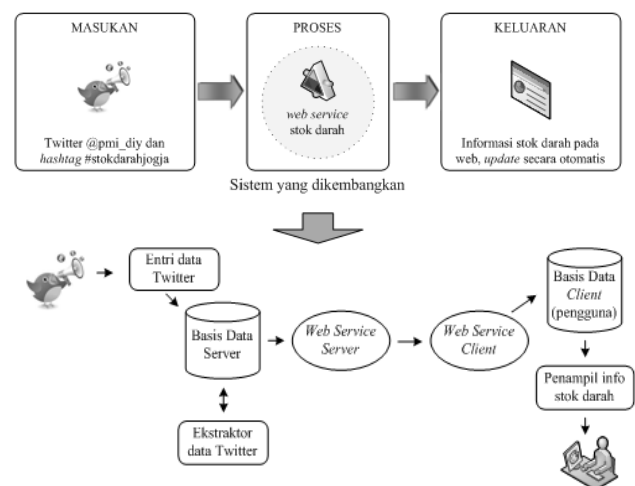 MASUKAN
Twitter @pmi_diy dan
hashtag #stokdarahjogja
PROSES
web service
stok darah
KELUARAN
Informasi stok darah pada
web, update secara otomatis
Sistem yang dikembangkan
Entri data
Twitter
Basis Data
Server
Ekstraktor
data Twitter
Web Service
Server
Web Service
Client
Basis Data
Client
(pengguna)
Penampil info
stok darah